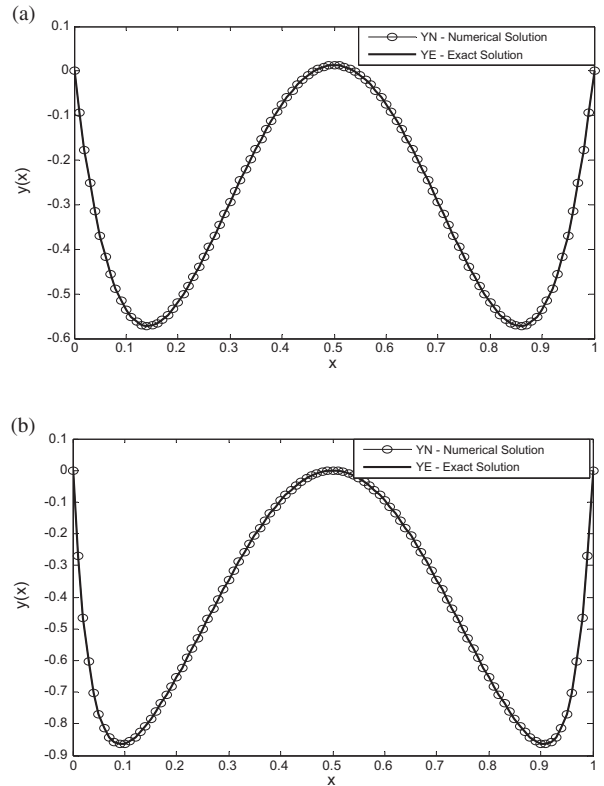 (a)
0.1
0
-0.1
-0.2
-0.3
-0.4
-0.5
-0.6
y(x)
YN - Numerical Solution
YE - Exact Solution
0 0.1 0.2 0.3 0.4 0.5 0.6 0.7 0.8 0.9 1
x
(b)
0.1
0
-0.1
-0.2
-0.3
-0.4
-0.5
-0.6
-0.7
-0.8
-0.9
y(x)
YN - Numerical Solution
YE - Exact Solution
0 0.1 0.2 0.3 0.4 0.5 0.6 0.7 0.8 0.9 1
x